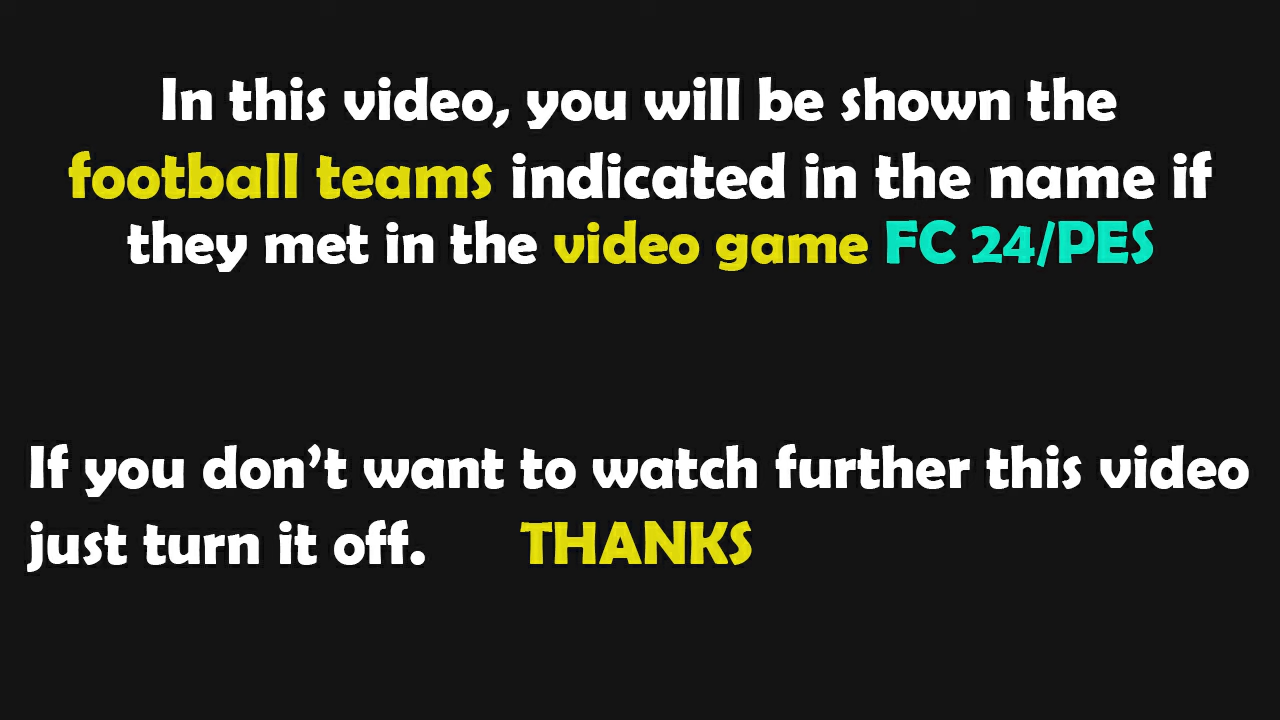 In this video, you will be shown the
football teams indicated in the name if
they met in the video game FC 24/PES
If you don't want to watch further this video
just turn it off. THANKS